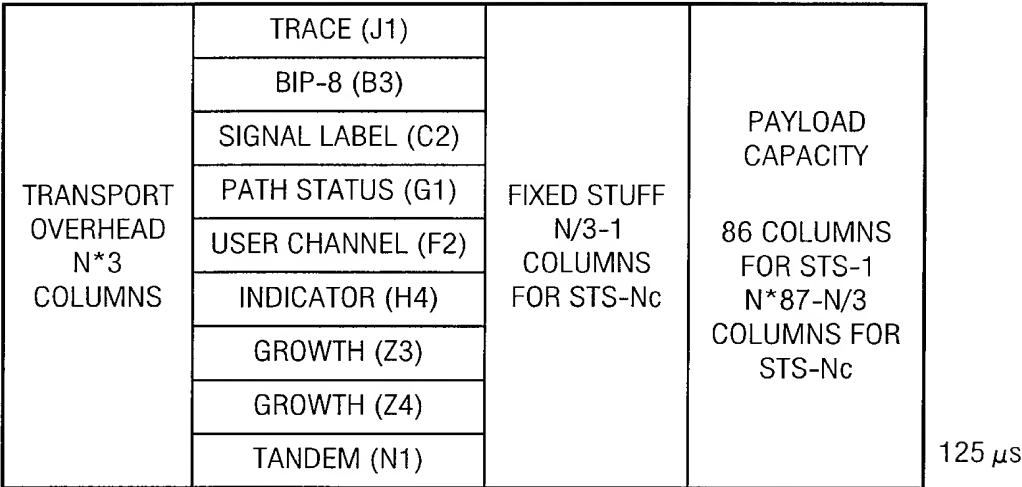 TRANSPORT
OVERHEAD
N*3
COLUMNS
TRACE (J1)
BIP-8 (B3)
SIGNAL LABEL (C2)
PATH STATUS (G1)
USER CHANNEL (F2)
INDICATOR (H4)
GROWTH (Z3)
GROWTH (Z4)
TANDEM (N1)
FIXED STUFF
N/3-1
COLUMNS
FOR STS-Nc
PAYLOAD
CAPACITY
86 COLUMNS
FOR STS-1
N*87-N/3
COLUMNS FOR
STS-Nc
125 μs